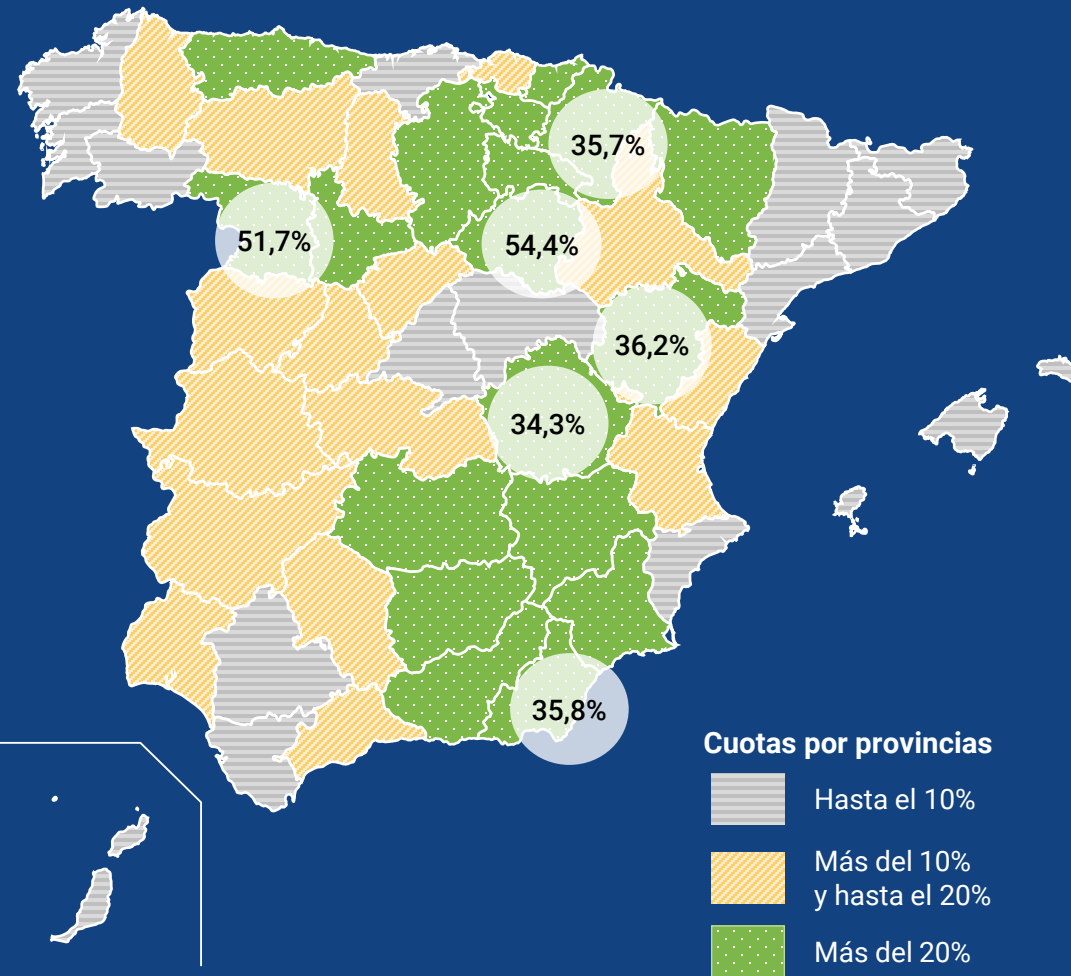 35,7%
51,7%
54,4%
36,2%
34,3%
35,8%
Cuotas por provincias
Hasta el 10%
Más del 10%
y hasta el 20%
Más del 20%